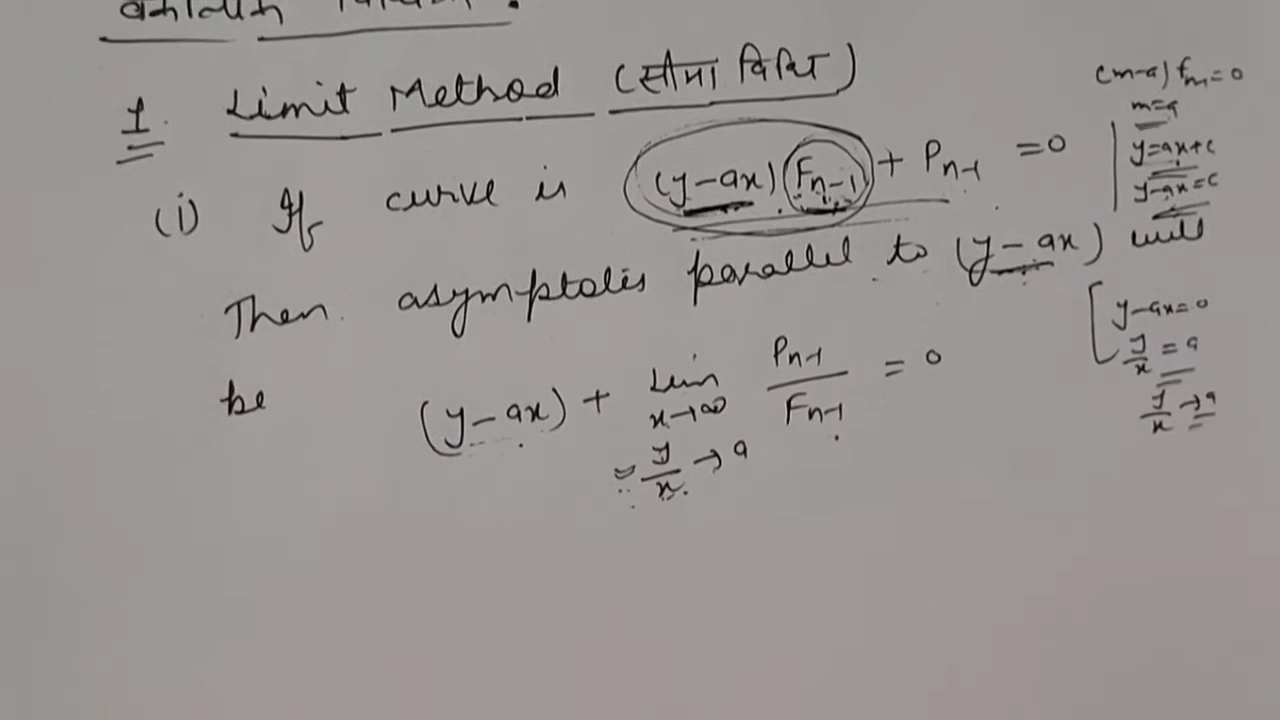 1. Limit Method (सीमा विधि)
(i) If curve is (y-ax) Fn-1 + Pn-1 = 0
Then asymptotis parallel to (y-ax) will
be (y-ax) + Lim Pn-1 / Fn-1 = 0
x→∞
y/x → a
(m-a) fm = 0
m=a
y=ax+c
y-ax=c
y-ax=0
y/x = a
y/x → a